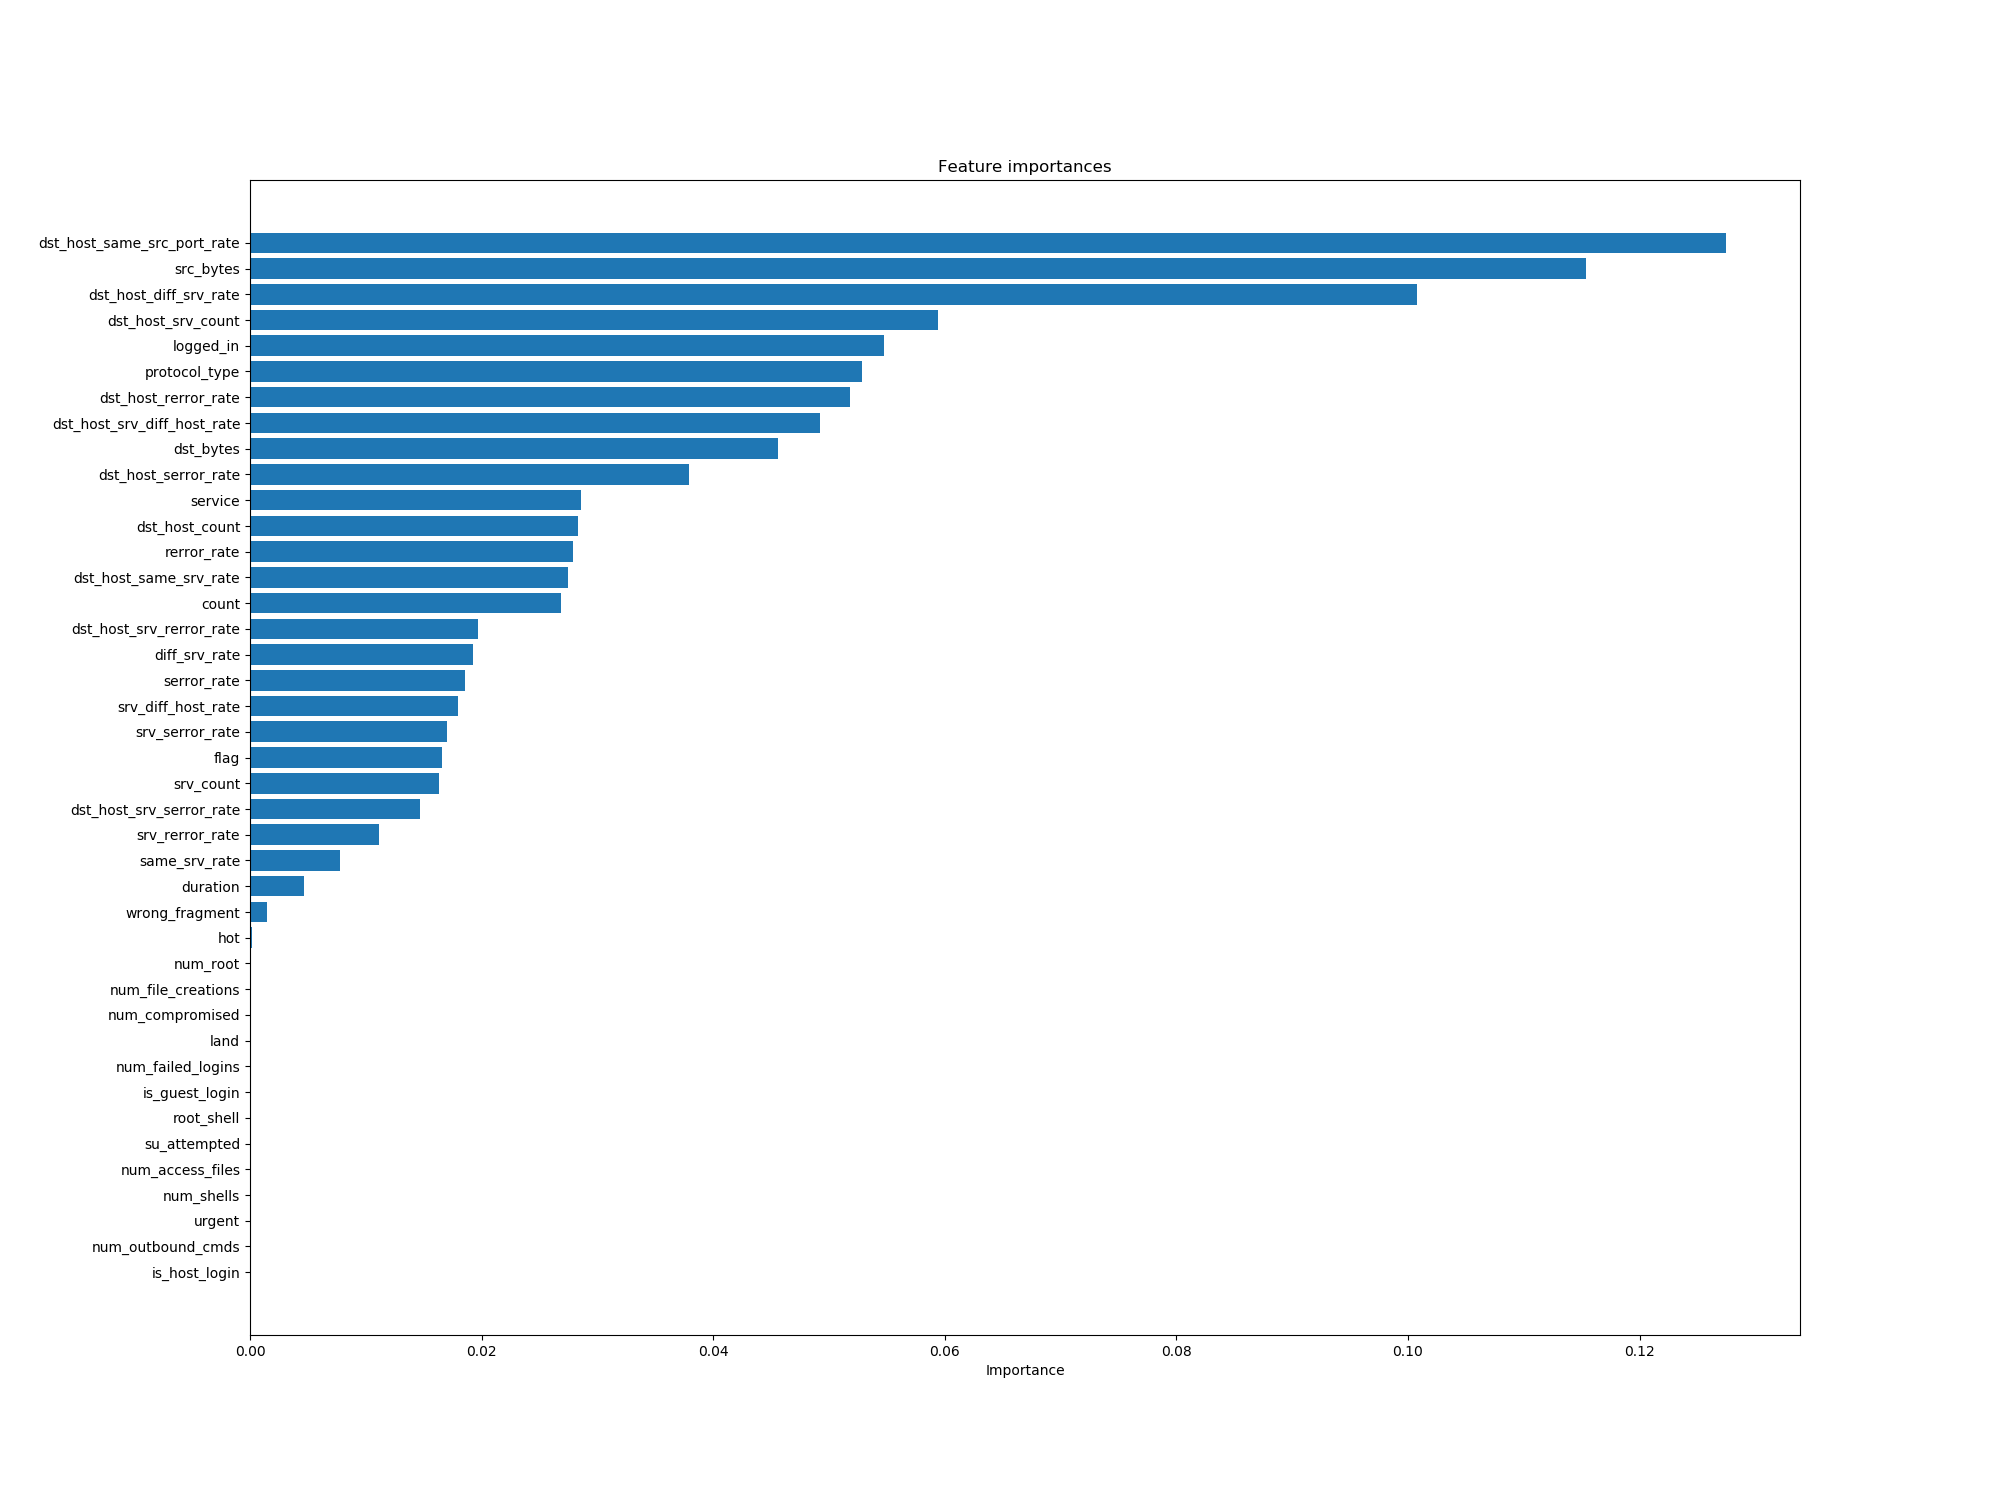 Feature importances
dst_host_same_src_port_rate
src_bytes
dst_host_diff_srv_rate
dst_host_srv_count
logged_in
protocol_type
dst_host_rerror_rate
dst_host_srv_diff_host_rate
dst_bytes
dst_host_serror_rate
service
dst_host_count
rerror_rate
dst_host_same_srv_rate
count
dst_host_srv_rerror_rate
diff_srv_rate
serror_rate
srv_diff_host_rate
srv_serror_rate
flag
srv_count
dst_host_srv_serror_rate
srv_rerror_rate
same_srv_rate
duration
wrong_fragment
hot
num_root
num_file_creations
num_compromised
land
num_failed_logins
is_guest_login
root_shell
su_attempted
num_access_files
num_shells
urgent
num_outbound_cmds
is_host_login
0.00 0.02 0.04 0.06 0.08 0.10 0.12
Importance